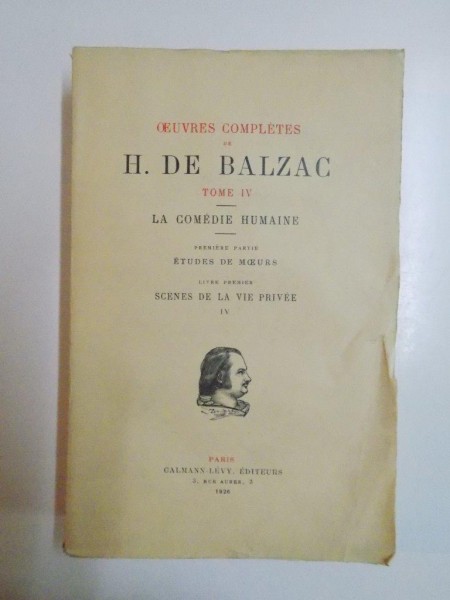 ŒUVRES COMPLÈTES
DE
H. DE BALZAC
TOME IV
LA COMÉDIE HUMAINE
PREMIÈRE PARTIE
ÉTUDES DE MŒURS
LIVRE PREMIER
SCENES DE LA VIE PRIVÉE
IV
PARIS
CALMANN-LÉVY, ÉDITEURS
3, RUE AUBER, 3